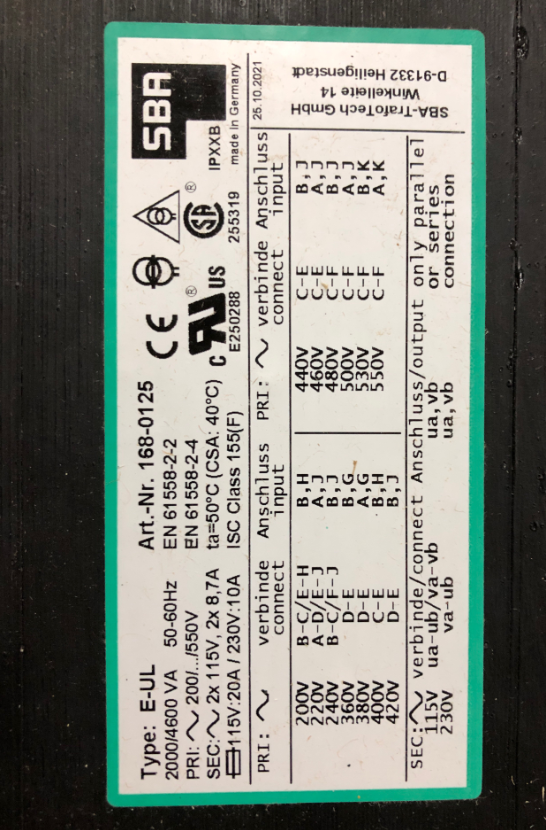 Type: E-UL Art.-Nr. 168-0125
2000/4600 VA 50-60Hz EN 61558-2-2
PRI: ∼ 200/.../550V EN 61558-2-4
SEC: ∼ 2x 115V, 2x 8,7A ta=50°C (CSA: 40°C)
115V:20A / 230V:10A ISC Class 155(F)
CE
C UR US ®
E250288
SA ®
255319
SBA
IPXXB
made in Germany
25.10.2021
SBA-TrafoTech GmbH
Winkelleite 14
D-91332 Heiligenstadt
PRI: ∼ verbinde Anschluss PRI: ∼ verbinde Anschluss
connect input connect input
200V B-C/E-H B,H 440V C-E B,J
220V A-D/E-J A,J 460V C-E A,J
240V B-C/F-J B,J 480V C-F B,J
360V D-E B,G 500V C-F A,J
380V D-E A,G 530V C-F B,K
400V C-E B,H 550V C-F A,K
420V D-E B,J
SEC: ∼ verbinde/connect Anschluss/output only parallel
115V ua-ub/va-vb ua,vb or series
230V va-ub ua,vb connection